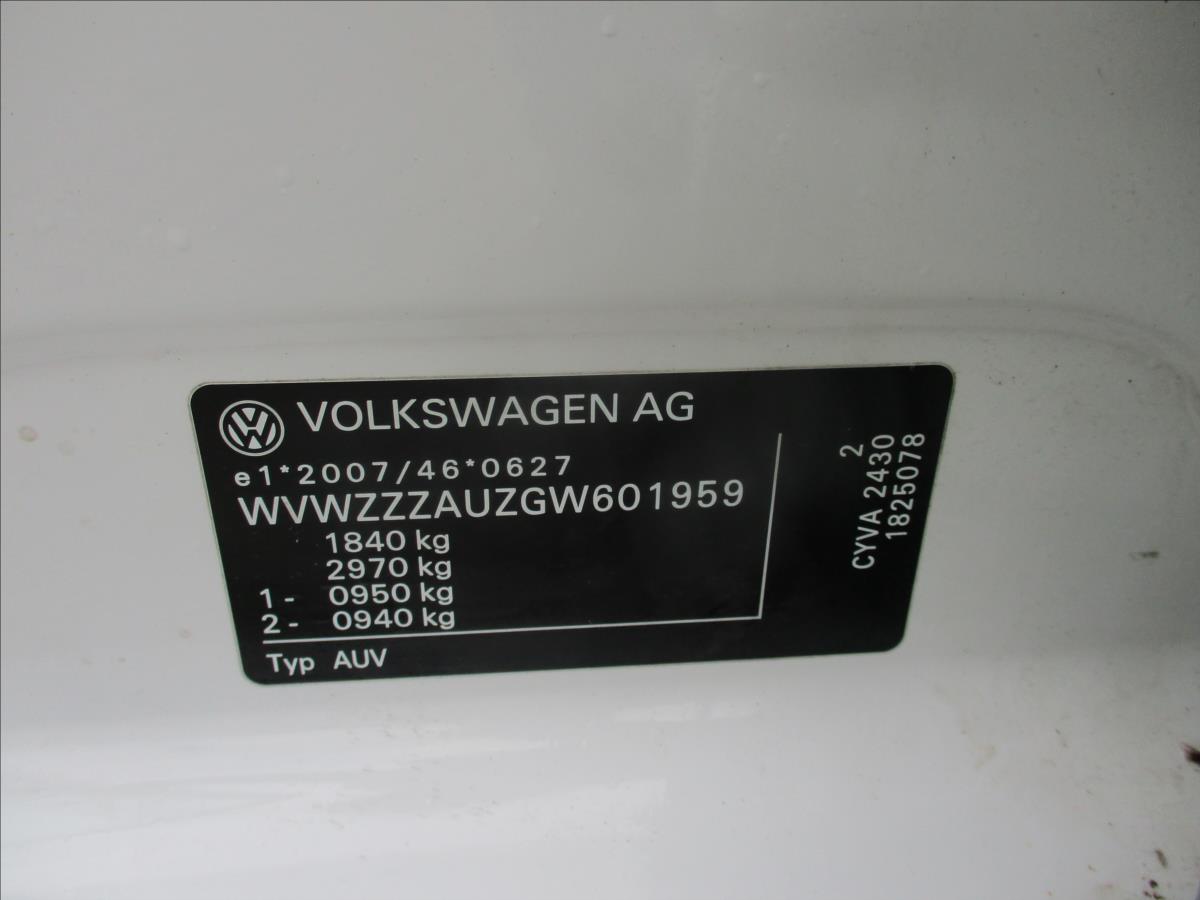 VOLKSWAGEN AG
e1*2007/46*0627
WVWZZZAUZGW601959
1840 kg
2970 kg
1- 0950 kg
2- 0940 kg
Typ AUV
2
CYVA 2430
1825078